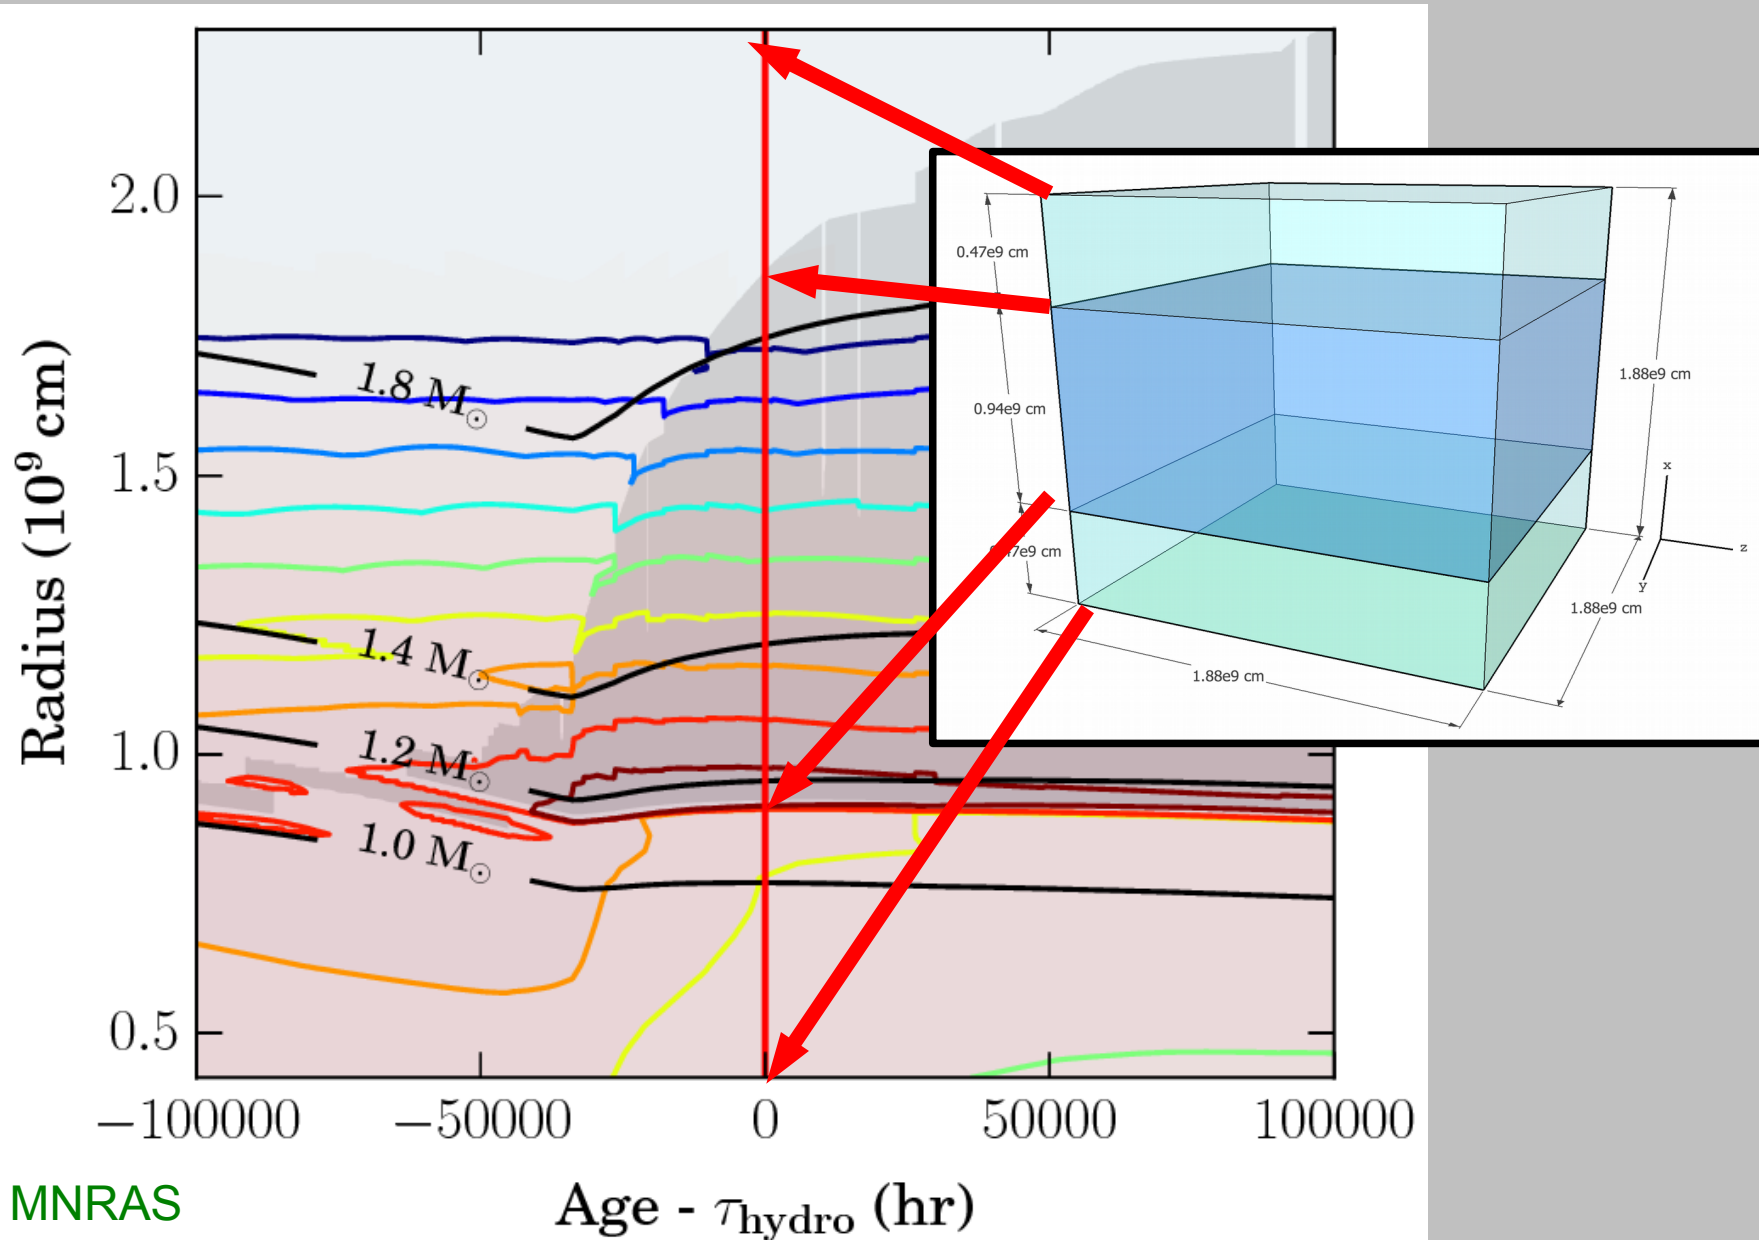 2.0
1.5
1.0
0.5
Radius (10⁹ cm)
1.8 M☉
1.4 M☉
1.2 M☉
1.0 M☉
−100000
−50000
0
50000
100000
Age - τhydro (hr)
MNRAS
0.47e9 cm
0.94e9 cm
1.88e9 cm
x
z
y
1.88e9 cm
1.88e9 cm